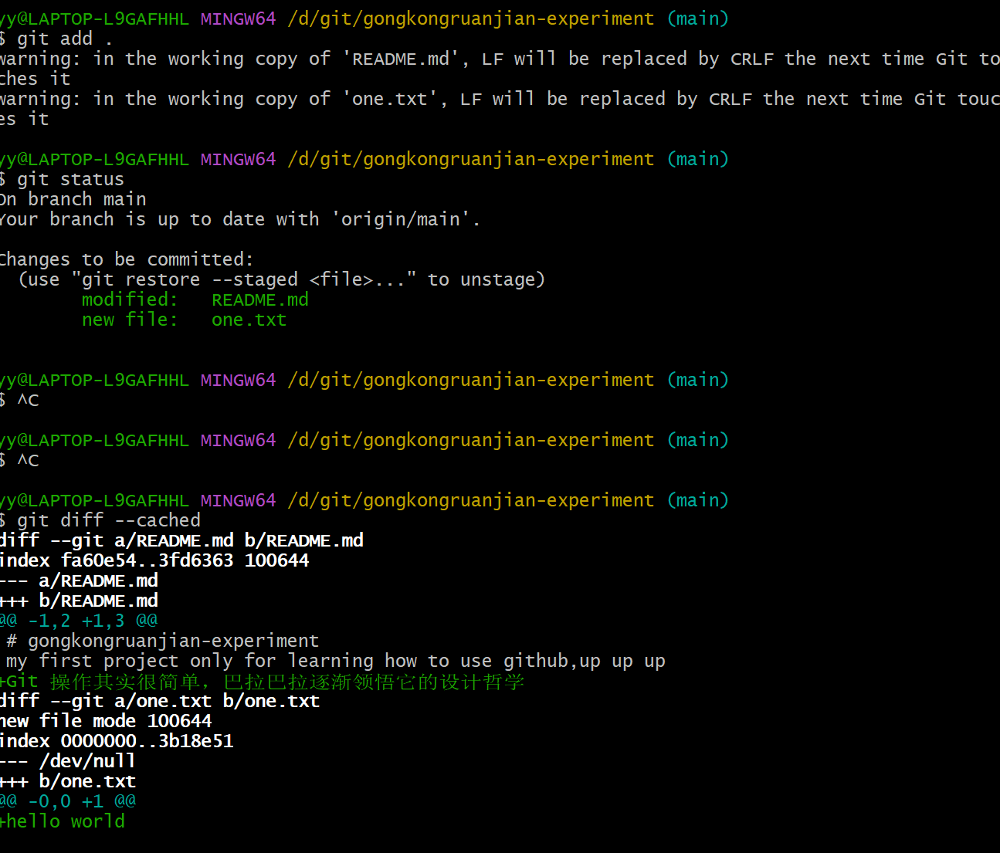 yy@LAPTOP-L9GAFHHL MINGW64 /d/git/gongkongruanjian-experiment (main)
$ git add .
warning: in the working copy of 'README.md', LF will be replaced by CRLF the next time Git to
ches it
warning: in the working copy of 'one.txt', LF will be replaced by CRLF the next time Git touc
es it
yy@LAPTOP-L9GAFHHL MINGW64 /d/git/gongkongruanjian-experiment (main)
$ git status
On branch main
Your branch is up to date with 'origin/main'.
Changes to be committed:
  (use "git restore --staged <file>..." to unstage)
        modified:   README.md
        new file:   one.txt
yy@LAPTOP-L9GAFHHL MINGW64 /d/git/gongkongruanjian-experiment (main)
$ ^C
yy@LAPTOP-L9GAFHHL MINGW64 /d/git/gongkongruanjian-experiment (main)
$ ^C
yy@LAPTOP-L9GAFHHL MINGW64 /d/git/gongkongruanjian-experiment (main)
$ git diff --cached
diff --git a/README.md b/README.md
index fa60e54..3fd6363 100644
--- a/README.md
+++ b/README.md
@@ -1,2 +1,3 @@
 # gongkongruanjian-experiment
 my first project only for learning how to use github,up up up
+Git 操作其实很简单，巴拉巴拉逐渐领悟它的设计哲学
diff --git a/one.txt b/one.txt
new file mode 100644
index 0000000..3b18e51
--- /dev/null
+++ b/one.txt
@@ -0,0 +1 @@
+hello world